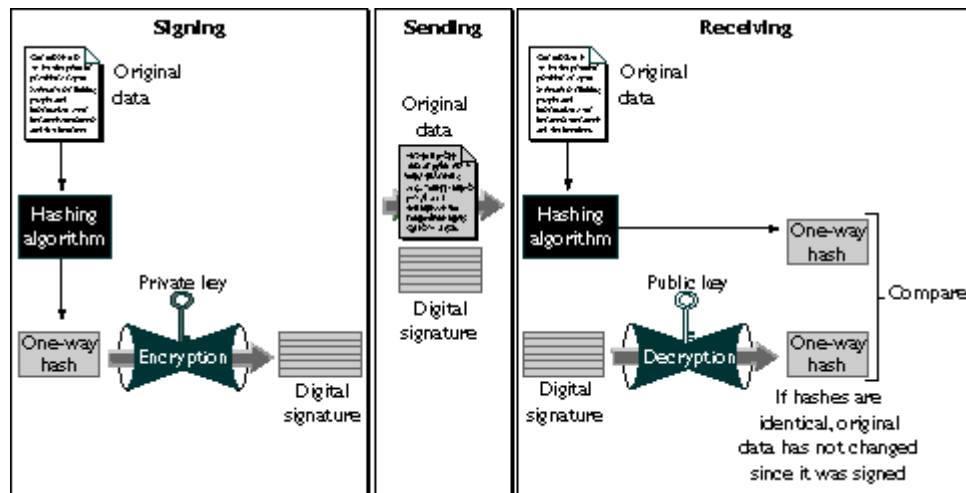 Signing
Original
data
Hashing
algorithm
Private key
One-way
hash
Encryption
Digital
signature
Sending
Original
data
Digital
signature
Receiving
Original
data
Hashing
algorithm
One-way
hash
Compare
Public key
Digital
signature
Decryption
One-way
hash
If hashes are
identical, original
data has not changed
since it was signed